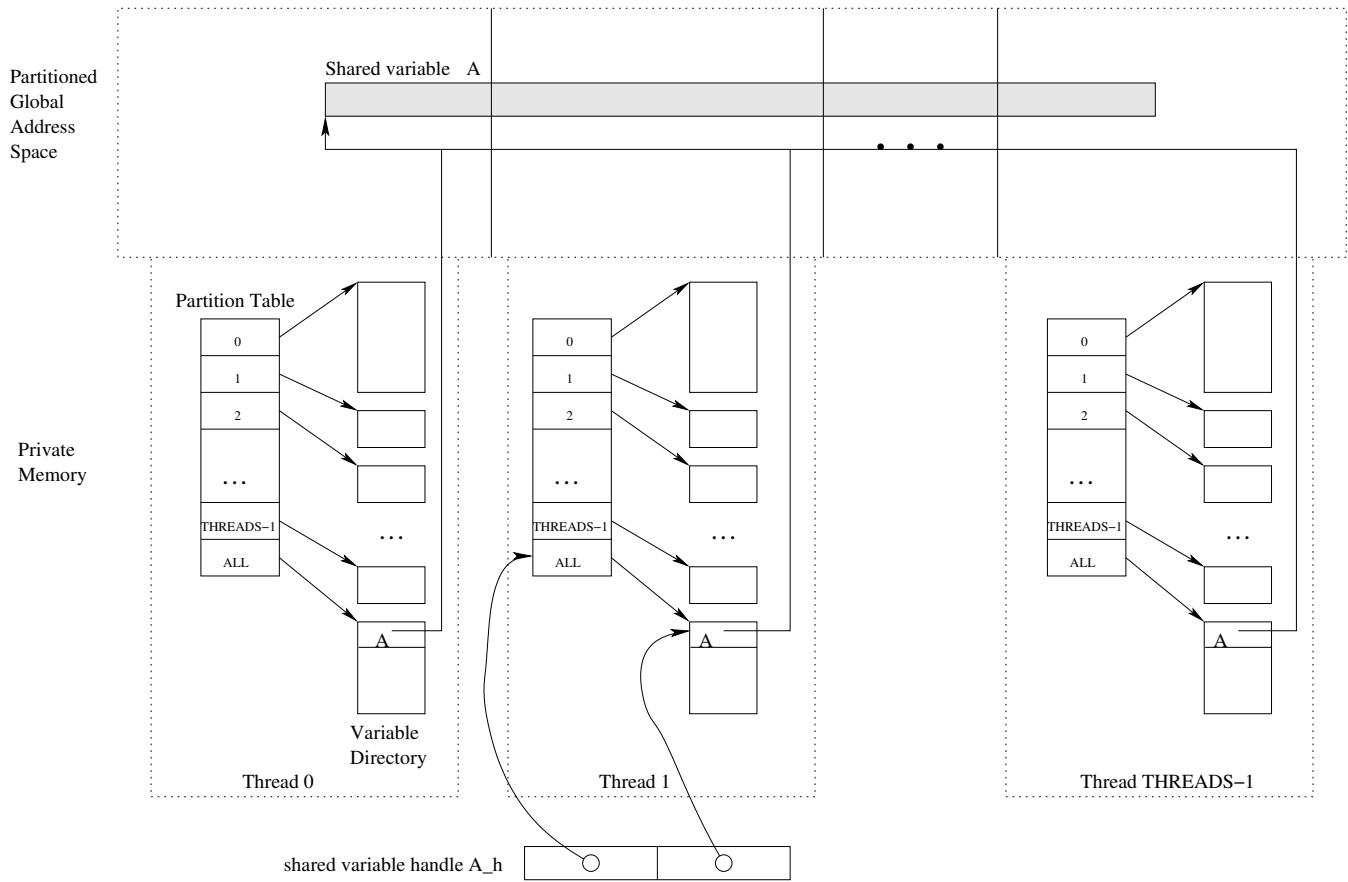 Partitioned
Global
Address
Space
Shared variable A
• • •
Private
Memory
Partition Table
0
1
2
...
THREADS−1
ALL
...
A
Variable
Directory
Thread 0
0
1
2
...
THREADS−1
ALL
...
A
Thread 1
0
1
2
...
THREADS−1
ALL
...
A
Thread THREADS−1
shared variable handle A_h